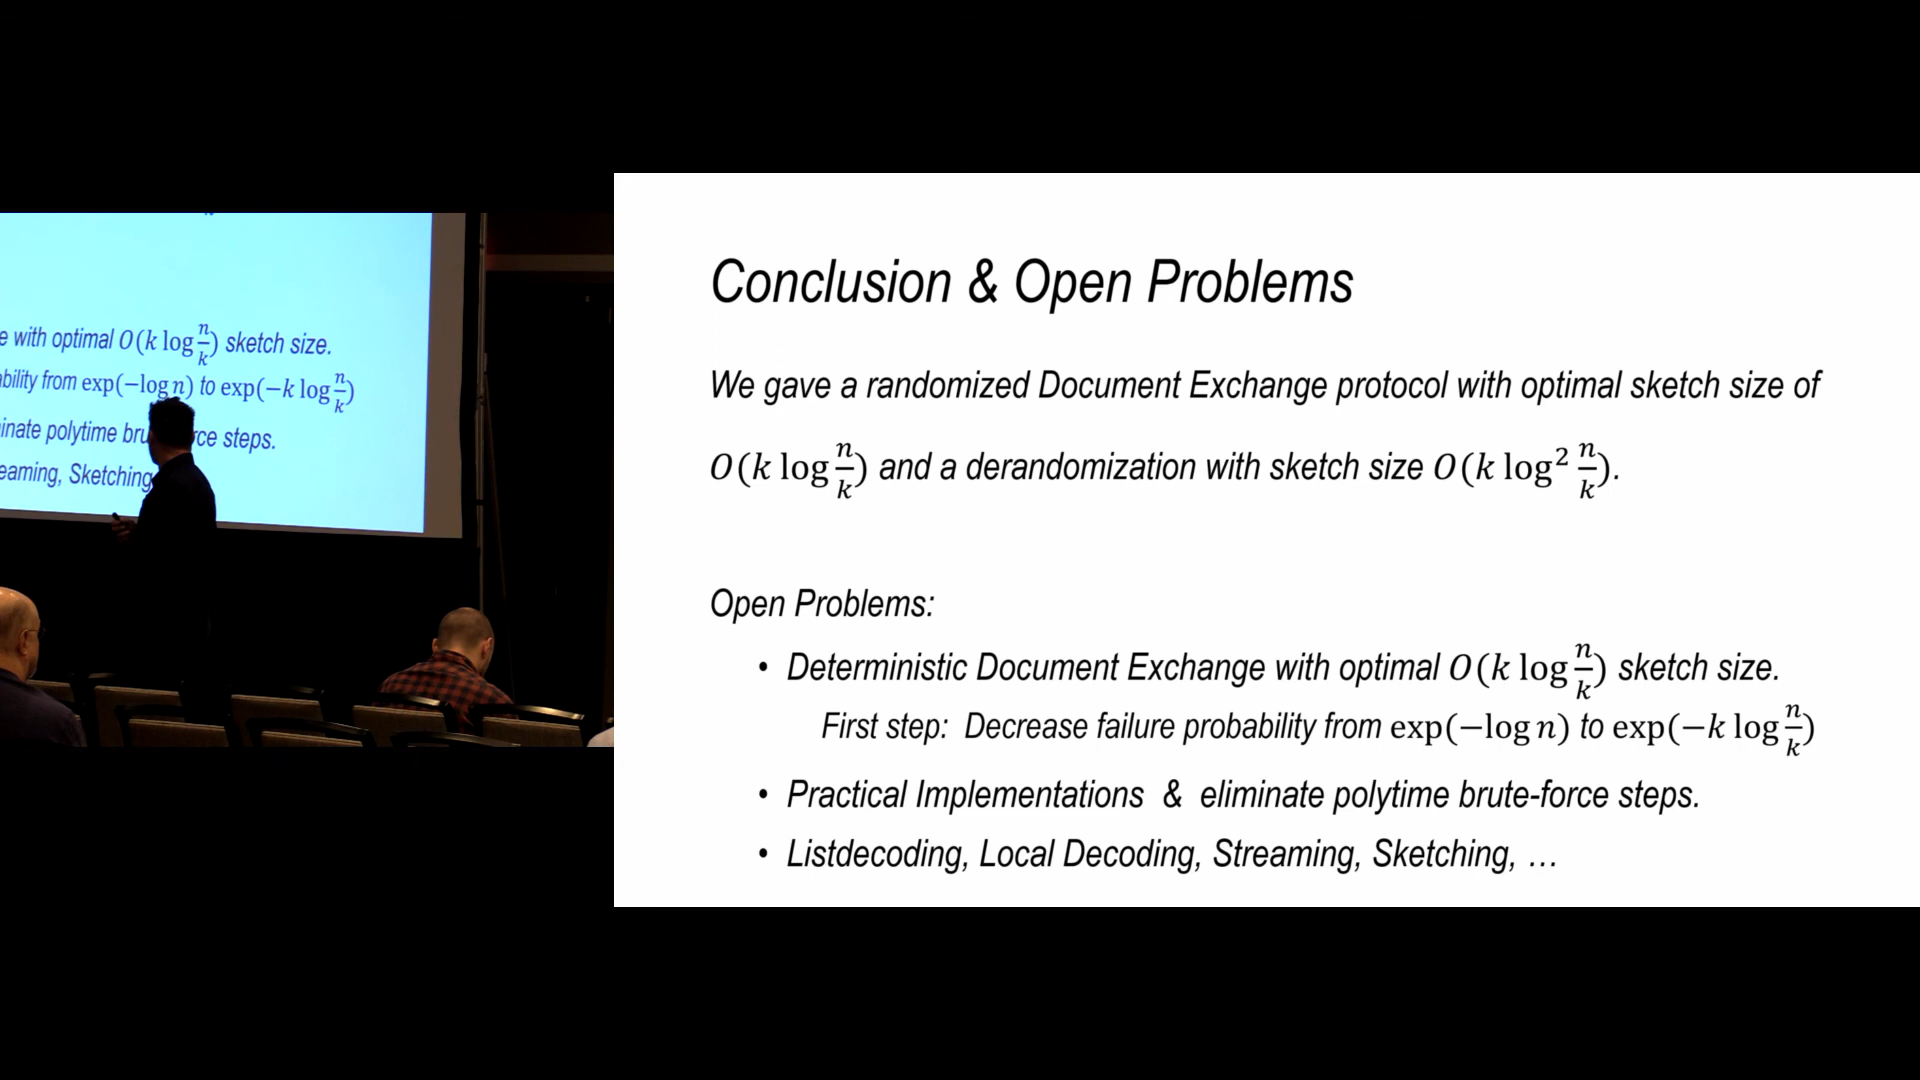 e with optimal O(k log n/k) sketch size.
bility from exp(−log n) to exp(−k log n/k)
inate polytime bru rce steps.
eaming, Sketching
Conclusion & Open Problems
We gave a randomized Document Exchange protocol with optimal sketch size of
O(k log n/k) and a derandomization with sketch size O(k log² n/k).
Open Problems:
• Deterministic Document Exchange with optimal O(k log n/k) sketch size.
First step: Decrease failure probability from exp(−log n) to exp(−k log n/k)
• Practical Implementations & eliminate polytime brute-force steps.
• Listdecoding, Local Decoding, Streaming, Sketching, …